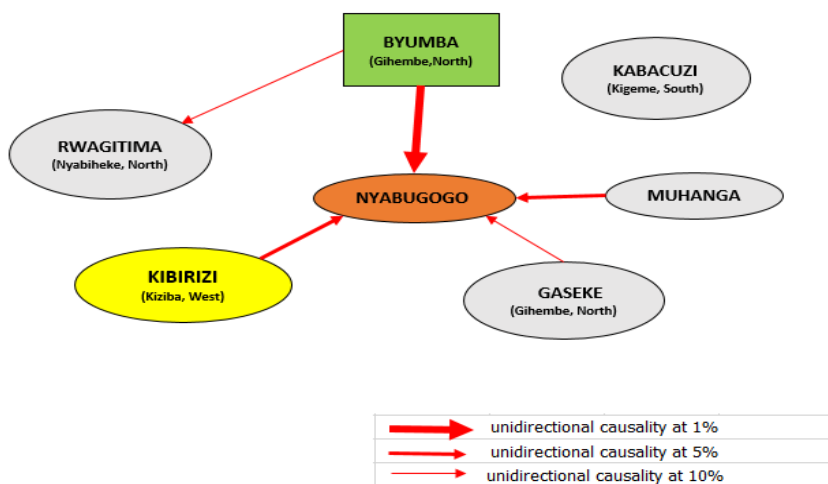 BYUMBA
(Gihembe,North)
KABACUZI
(Kigeme, South)
RWAGITIMA
(Nyabiheke, North)
NYABUGOGO
MUHANGA
KIBIRIZI
(Kiziba, West)
GASEKE
(Gihembe, North)
unidirectional causality at 1%
unidirectional causality at 5%
unidirectional causality at 10%